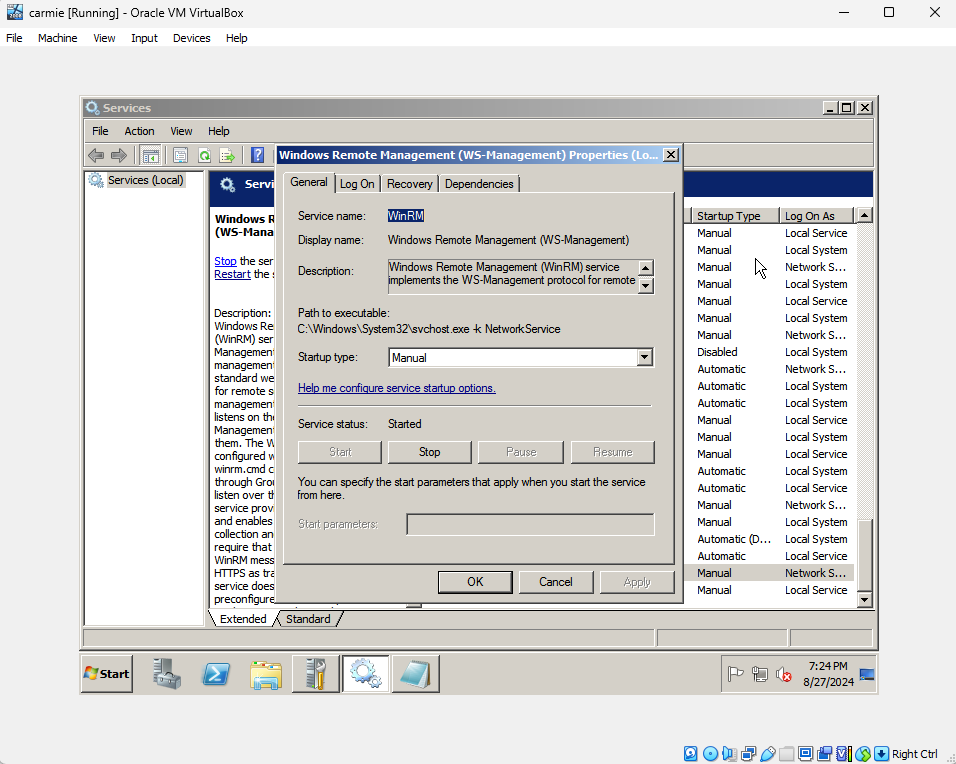 carmie [Running] - Oracle VM VirtualBox
File Machine View Input Devices Help
Services
File Action View Help
Windows Remote Management (WS-Management) Properties (Lo...
Services (Local)
Servi
Windows R
(WS-Mana
Stop the ser
Restart the s
Description:
Windows Re
(WinRM) ser
Management
management
standard we
for remote s
management
listens on the
Management
them. The W
configured w
winrm.cmd c
through Gro
listen over th
service prov
and enables
collection an
require that
WinRM mess
HTTPS as tra
service does
preconfigure
General Log On Recovery Dependencies
Service name: WinRM
Display name: Windows Remote Management (WS-Management)
Description: Windows Remote Management (WinRM) service
implements the WS-Management protocol for remote
Path to executable:
C:\Windows\System32\svchost.exe -k NetworkService
Startup type: Manual
Help me configure service startup options.
Service status: Started
Start Stop Pause Resume
You can specify the start parameters that apply when you start the service
from here.
Start parameters:
OK Cancel Apply
Startup Type Log On As
Manual Local Service
Manual Local System
Manual Network S...
Manual Local System
Manual Local Service
Manual Local System
Manual Network S...
Disabled Local System
Automatic Network S...
Automatic Local System
Automatic Local System
Manual Local Service
Manual Local System
Manual Local Service
Automatic Local System
Automatic Local Service
Manual Network S...
Manual Local System
Automatic (D... Local System
Automatic Local Service
Manual Network S...
Manual Local Service
Extended Standard
Start
7:24 PM
8/27/2024
Right Ctrl